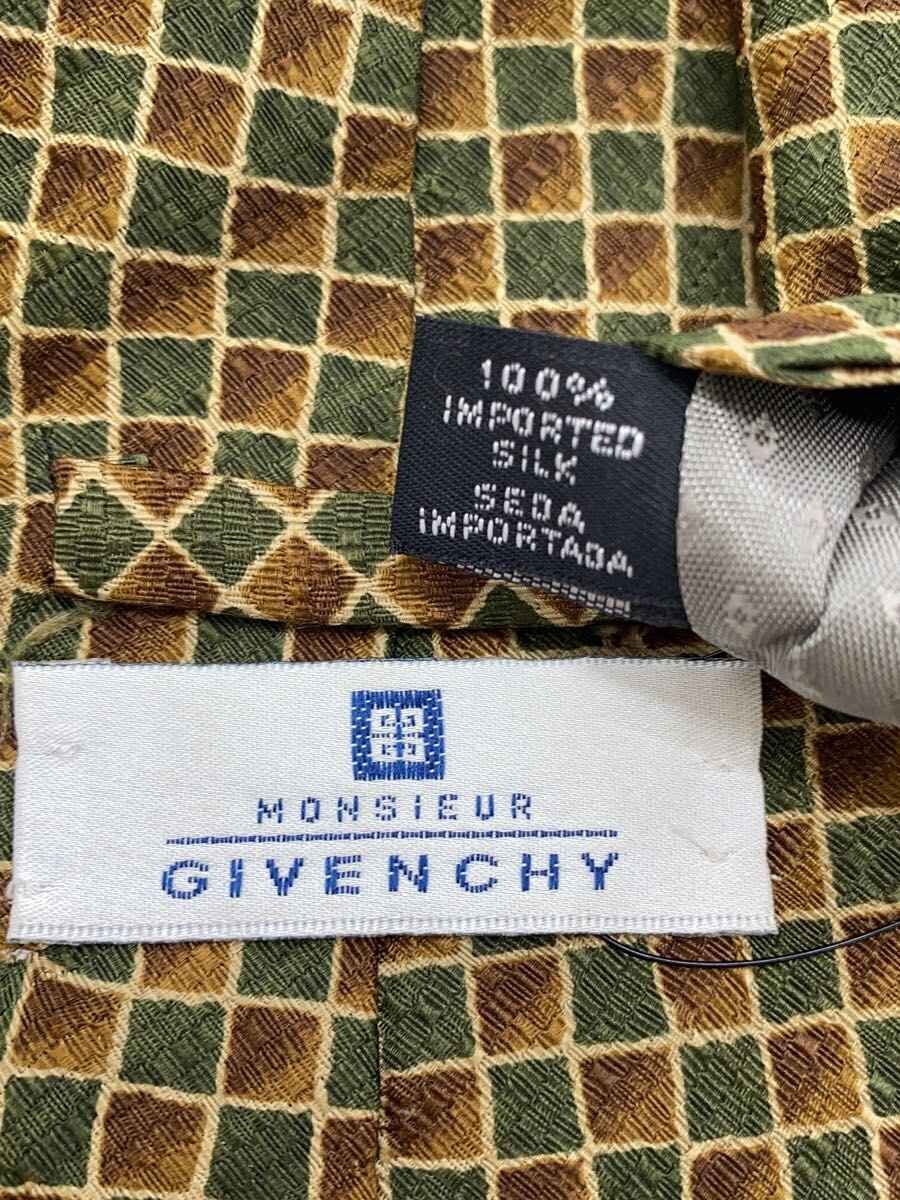 100%
IMPORTED
SILK
SEDA
IMPORTADA
MONSIEUR
GIVENCHY